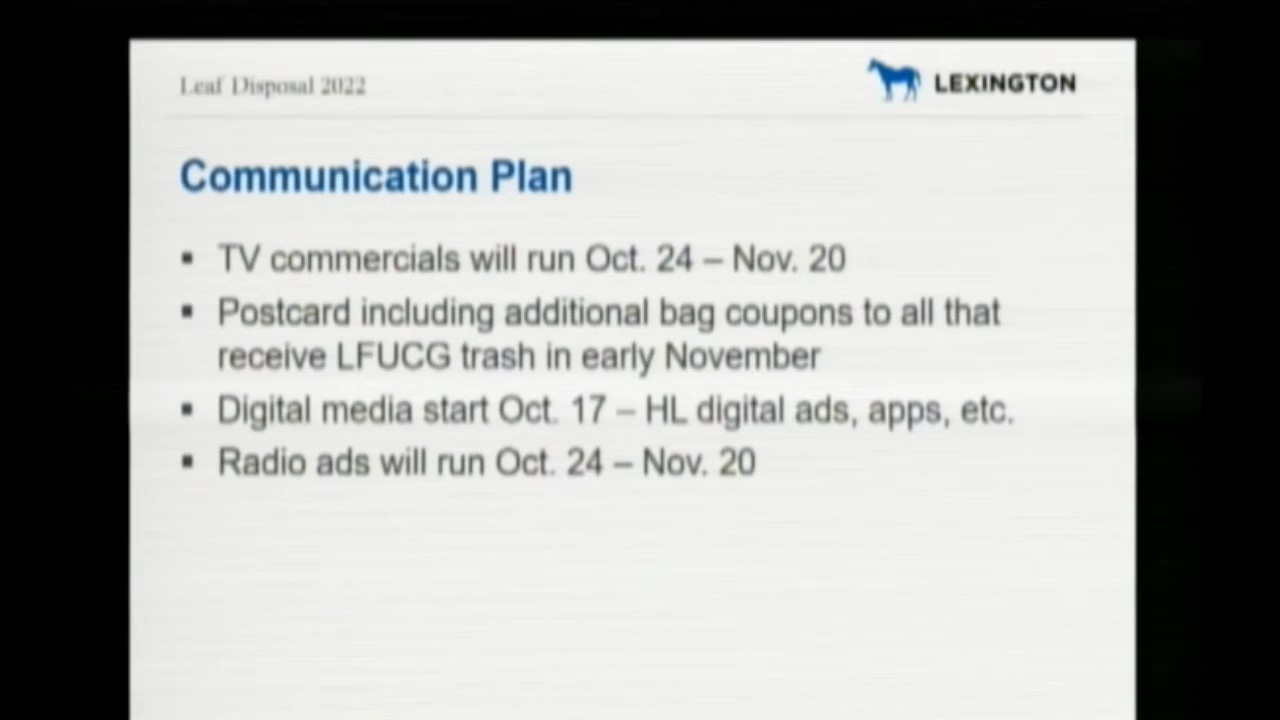 Leaf Disposal 2022
LEXINGTON
Communication Plan
▪ TV commercials will run Oct. 24 – Nov. 20
▪ Postcard including additional bag coupons to all that
receive LFUCG trash in early November
▪ Digital media start Oct. 17 – HL digital ads, apps, etc.
▪ Radio ads will run Oct. 24 – Nov. 20